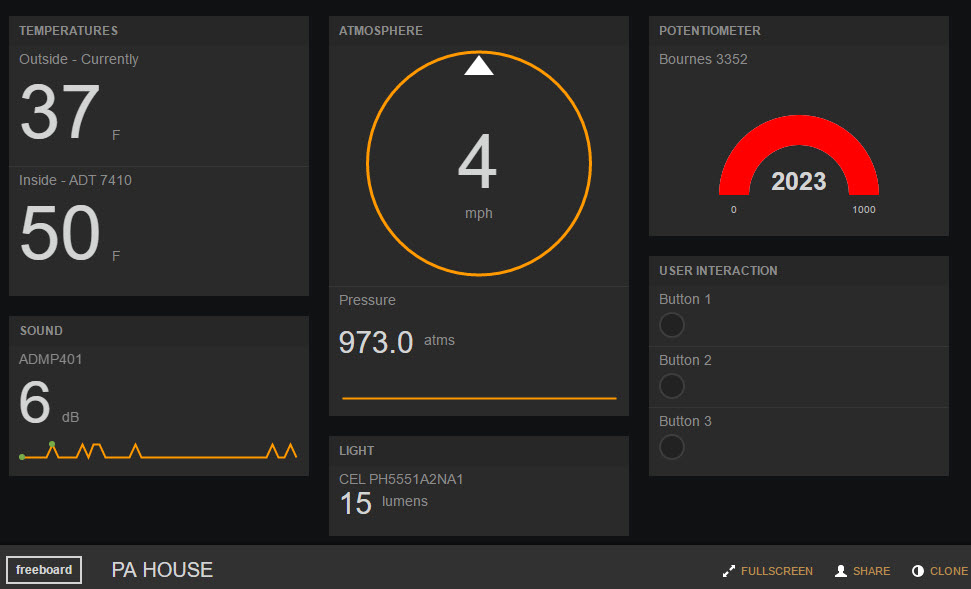 TEMPERATURES
Outside - Currently
37 F
Inside - ADT 7410
50 F
SOUND
ADMP401
6 dB
ATMOSPHERE
4
mph
Pressure
973.0 atms
LIGHT
CEL PH5551A2NA1
15 lumens
POTENTIOMETER
Bournes 3352
2023
0 1000
USER INTERACTION
Button 1
Button 2
Button 3
freeboard PA HOUSE FULLSCREEN SHARE CLONE